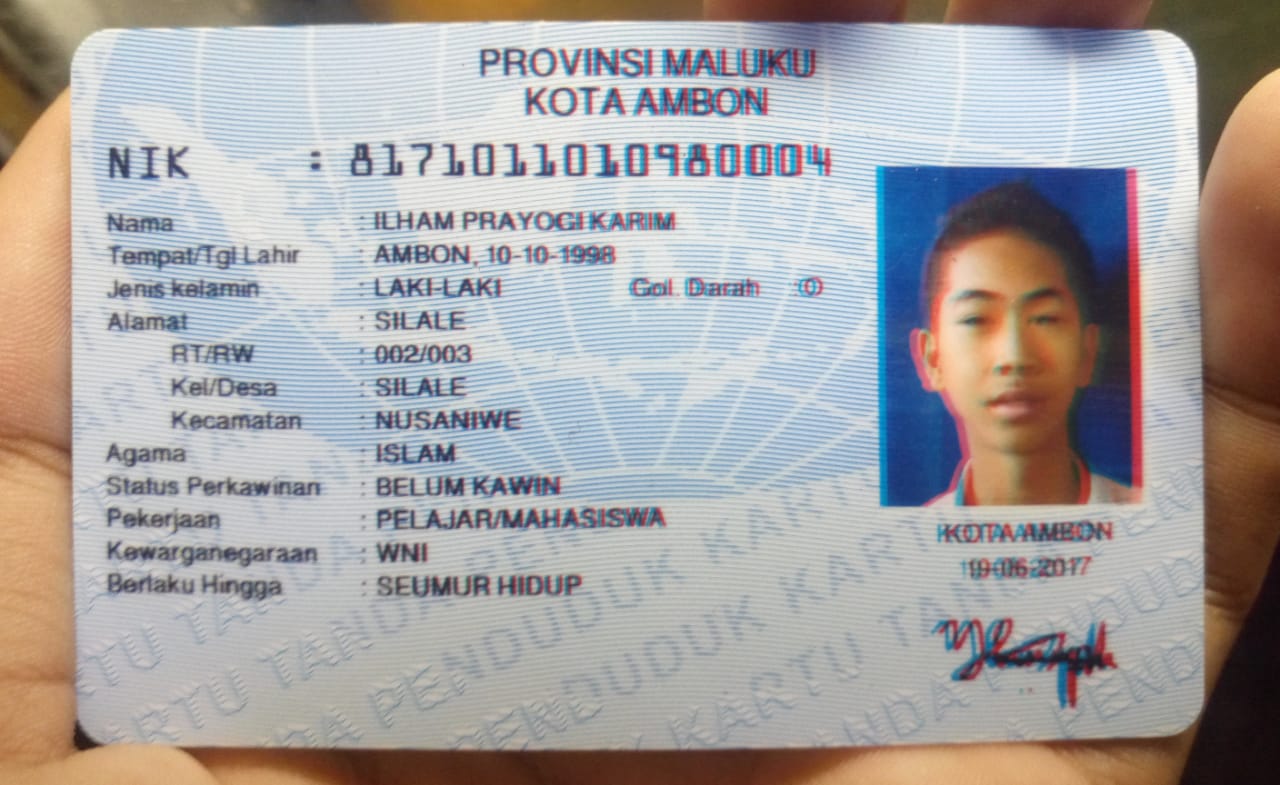 PROVINSI MALUKU
KOTA AMBON
NIK : 8171011010980004
Nama : ILHAM PRAYOGI KARIM
Tempat/Tgl Lahir : AMBON, 10-10-1998
Jenis kelamin : LAKI-LAKI Gol. Darah : O
Alamat : SILALE
RT/RW : 002/003
Kel/Desa : SILALE
Kecamatan : NUSANIWE
Agama : ISLAM
Status Perkawinan : BELUM KAWIN
Pekerjaan : PELAJAR/MAHASISWA
Kewarganegaraan : WNI
Berlaku Hingga : SEUMUR HIDUP
KOTA AMBON
19-06-2017
KARTU TANDA PENDUDUK